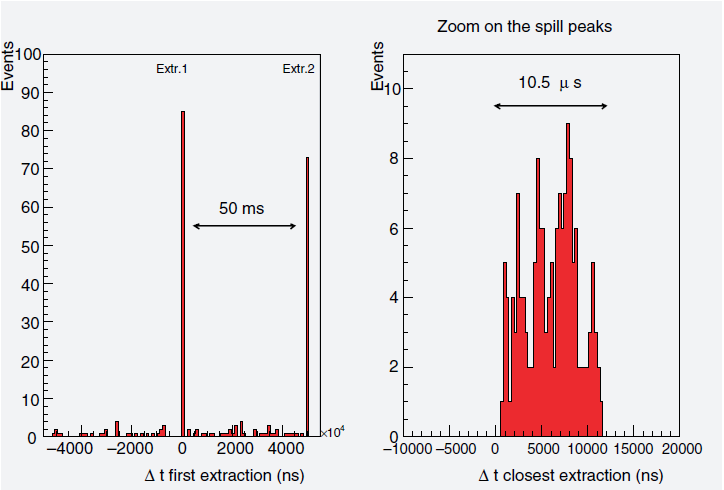 Zoom on the spill peaks
Events
100
90
80
70
60
50
40
30
20
10
0
Extr.1
Extr.2
50 ms
−4000 −2000 0 2000 4000
×10⁴
Δ t first extraction (ns)
Events
10
8
6
4
2
0
10.5 μ s
−10000 −5000 0 5000 10000 15000 20000
Δ t closest extraction (ns)